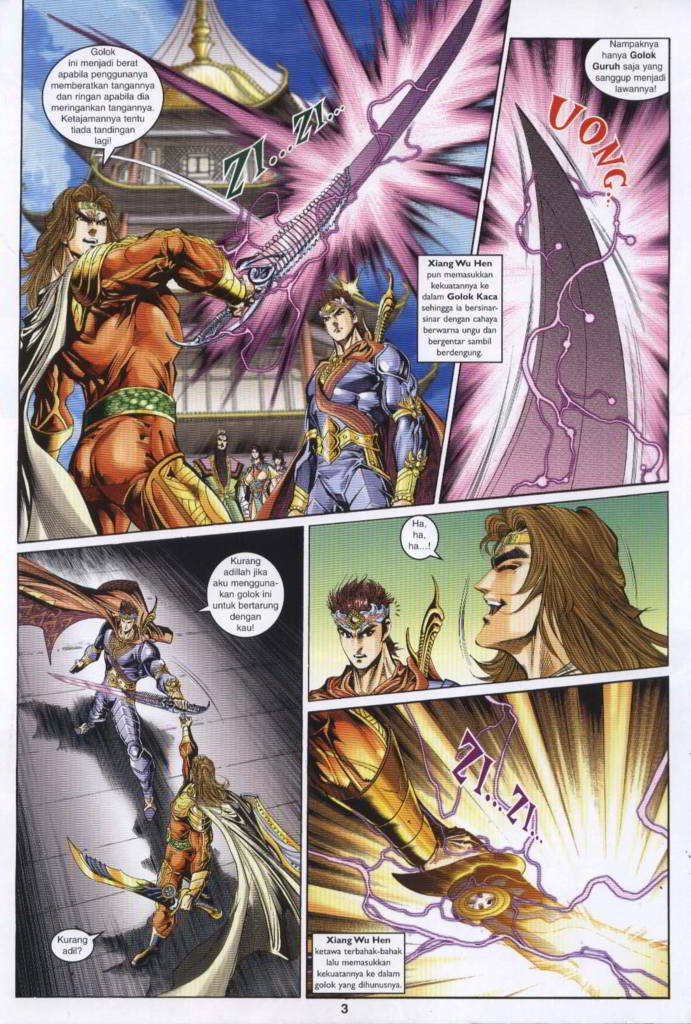 Golok
ini menjadi berat
apabila penggunanya
memberatkan tangannya
dan ringan apabila dia
meringankan tangannya.
Ketajamannya tentu
tiada tandingan
lagi!
ZI...ZI...
Nampaknya
hanya Golok
Guruh saja yang
sanggup menjadi
lawannya!
UONG...
Xiang Wu Hen
pun memasukkan
kekuatannya ke
dalam Golok Kaca
sehingga ia bersinar-
sinar dengan cahaya
berwarna ungu dan
bergentar sambil
berdengung.
Kurang
adillah jika
aku mengguna-
kan golok ini
untuk bertarung
dengan
kau!
Kurang
adil?
Ha,
ha,
ha...!
ZI...ZI...
Xiang Wu Hen
ketawa terbahak-bahak
lalu memasukkan
kekuatannya ke dalam
golok yang dihunusnya.
3